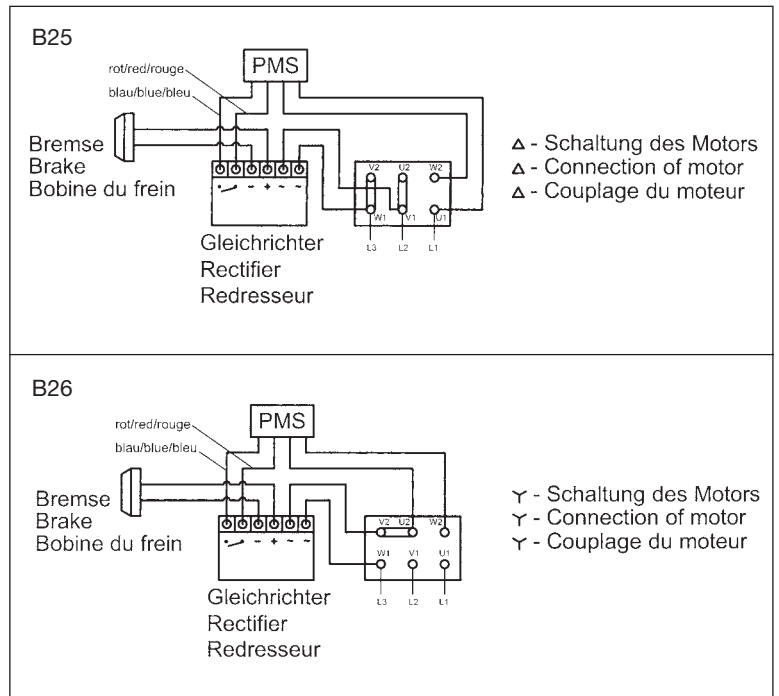 B25
rot/red/rouge
PMS
blau/blue/bleu
Bremse
Brake
Bobine du frein
- + ~ ~
V2 U2 W2
W1 V1 U1
L3 L2 L1
Δ - Schaltung des Motors
Δ - Connection of motor
Δ - Couplage du moteur
Gleichrichter
Rectifier
Redresseur
B26
rot/red/rouge
PMS
blau/blue/bleu
Bremse
Brake
Bobine du frein
- + ~ ~
V2 U2 W2
W1 V1 U1
L3 L2 L1
Y - Schaltung des Motors
Y - Connection of motor
Y - Couplage du moteur
Gleichrichter
Rectifier
Redresseur